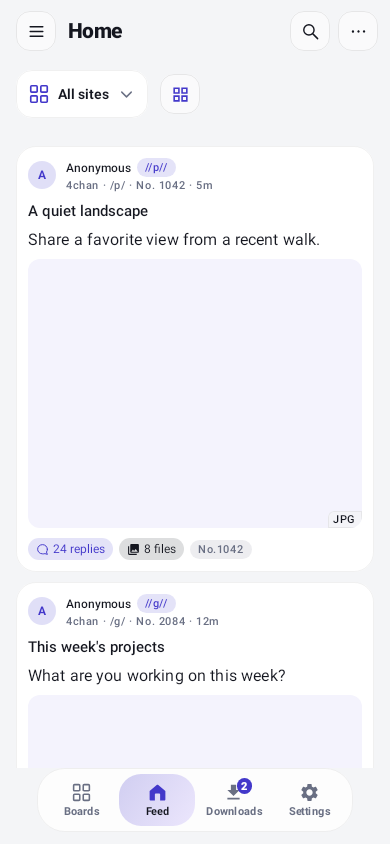 Home
All sites
A
Anonymous //p//
4chan · /p/ · No. 1042 · 5m
A quiet landscape
Share a favorite view from a recent walk.
JPG
24 replies 8 files No.1042
A
Anonymous //g//
4chan · /g/ · No. 2084 · 12m
This week's projects
What are you working on this week?
2
Boards Feed Downloads Settings